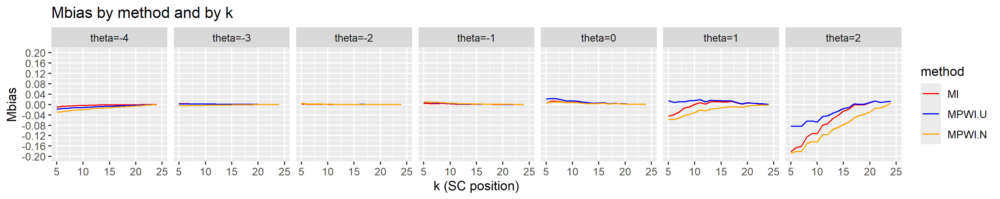 Mbias by method and by k
theta=-4 theta=-3 theta=-2 theta=-1 theta=0 theta=1 theta=2
Mbias
0.20
0.16
0.12
0.08
0.04
0.00
-0.04
-0.08
-0.12
-0.16
-0.20
5 10 15 20 25 5 10 15 20 25 5 10 15 20 25 5 10 15 20 25 5 10 15 20 25 5 10 15 20 25 5 10 15 20 25
k (SC position)
method
MI
MPWI.U
MPWI.N